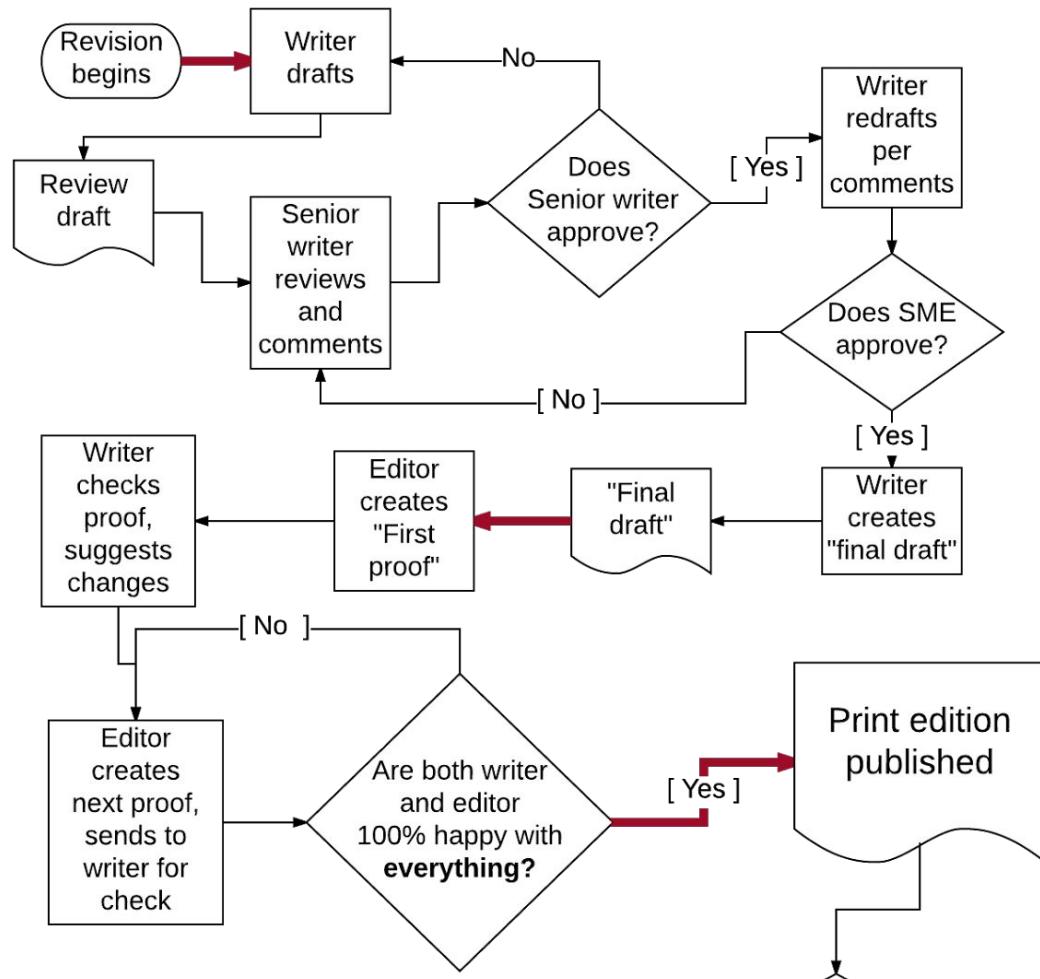 Revision
begins
Writer
drafts
No
Review
draft
Senior
writer
reviews
and
comments
Does
Senior writer
approve?
[ Yes ]
Writer
redrafts
per
comments
Does SME
approve?
[ No ]
[ Yes ]
Writer
creates
"final draft"
"Final
draft"
Editor
creates
"First
proof"
Writer
checks
proof,
suggests
changes
[ No ]
Editor
creates
next proof,
sends to
writer for
check
Are both writer
and editor
100% happy with
everything?
[ Yes ]
Print edition
published